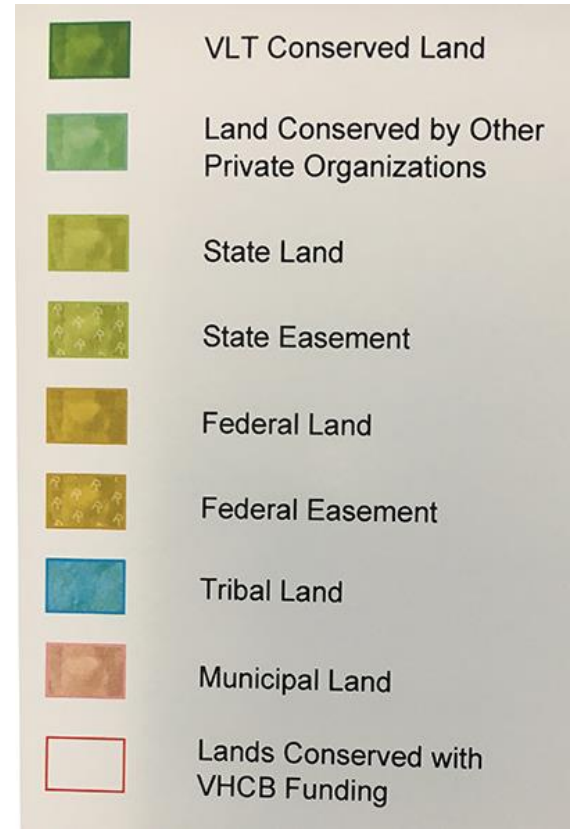 VLT Conserved Land
Land Conserved by Other
Private Organizations
State Land
State Easement
Federal Land
Federal Easement
Tribal Land
Municipal Land
Lands Conserved with
VHCB Funding